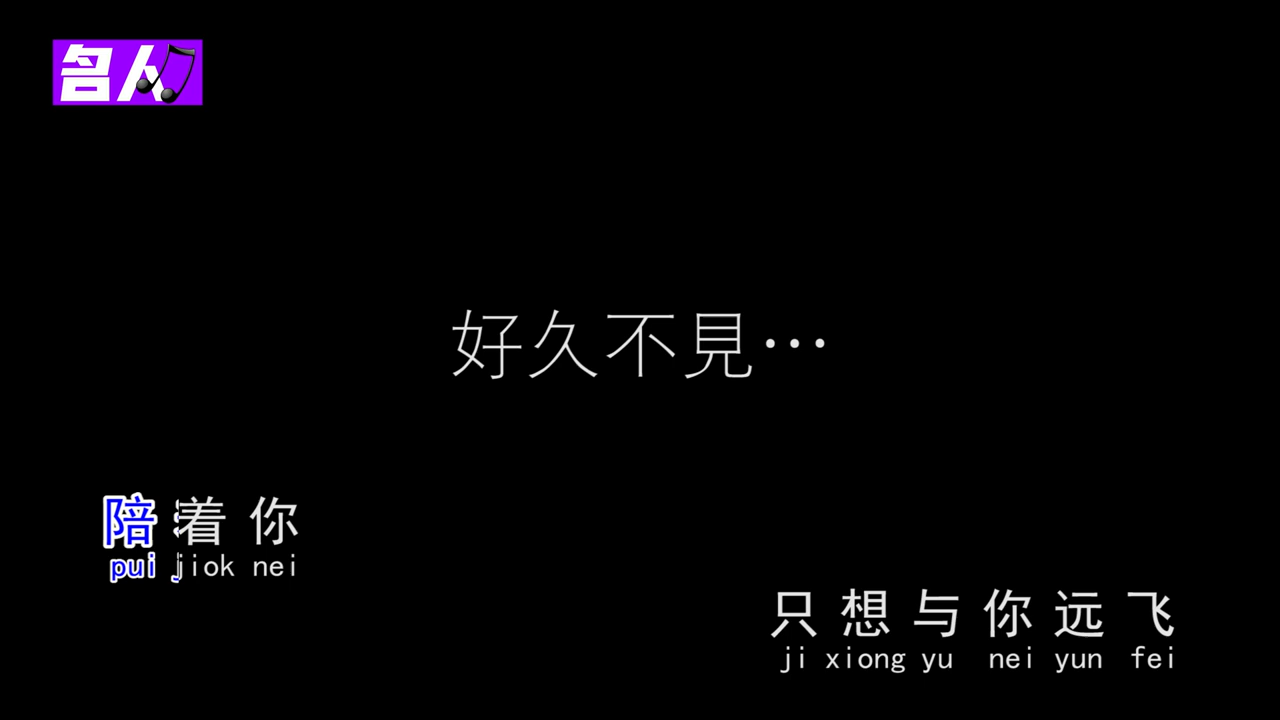 名人
好久不見…
陪着你
pui jiok nei
只想与你远飞
ji xiong yu nei yun fei